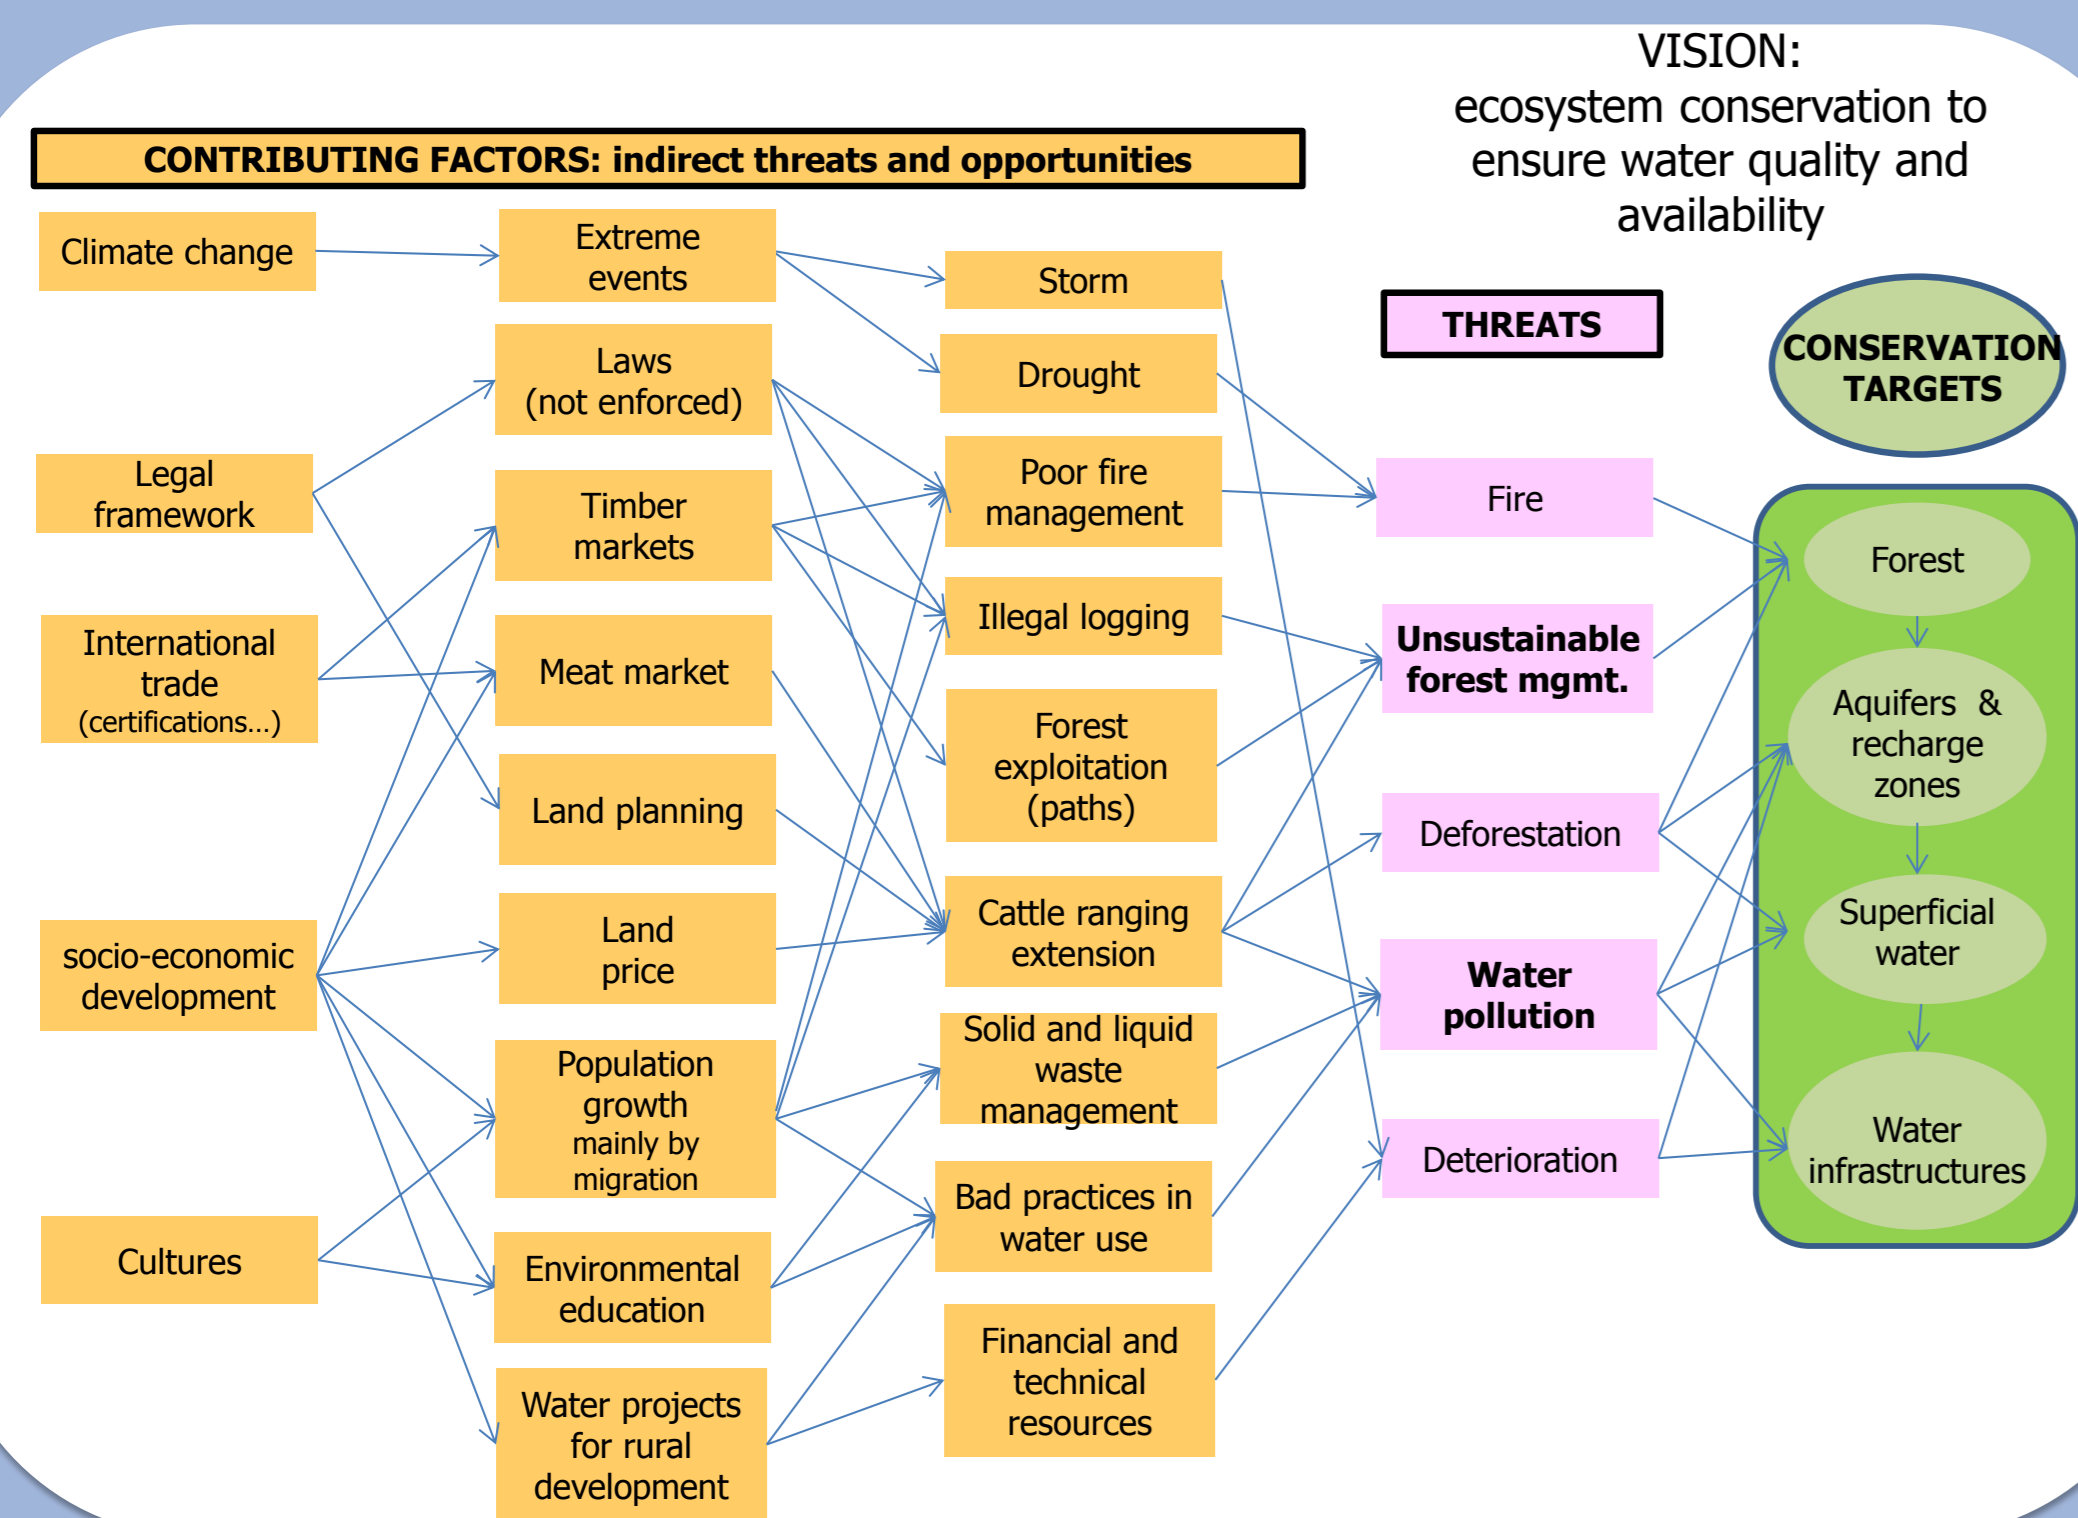 VISION:
ecosystem conservation to
ensure water quality and
availability
CONTRIBUTING FACTORS: indirect threats and opportunities
Climate change
Legal
framework
International
trade
(certifications...)
socio-economic
development
Cultures
Extreme
events
Laws
(not enforced)
Timber
markets
Meat market
Land planning
Land
price
Population
growth
mainly by
migration
Environmental
education
Water projects
for rural
development
Storm
Drought
Poor fire
management
Illegal logging
Forest
exploitation
(paths)
Cattle ranging
extension
Solid and liquid
waste
management
Bad practices in
water use
Financial and
technical
resources
THREATS
Fire
Unsustainable
forest mgmt.
Deforestation
Water
pollution
Deterioration
CONSERVATION
TARGETS
Forest
Aquifers &
recharge
zones
Superficial
water
Water
infrastructures